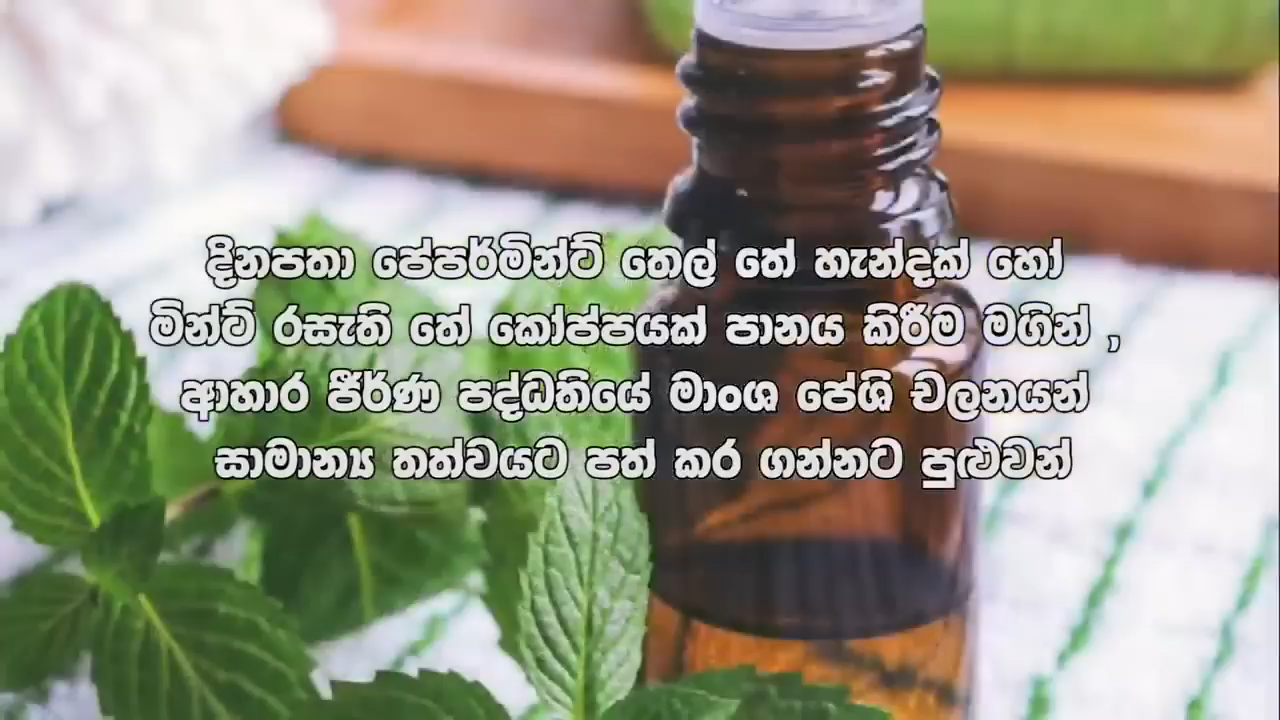 දිනපතා පේපර්මින්ට් තෙල් තේ හැන්දක් හෝ
මින්ට් රසැති තේ කෝප්පයක් පානය කිරීම මගින් ,
ආහාර ජීර්ණ පද්ධතියේ මාංශ පේශි චලනයන්
සාමාන්‍ය තත්වයට පත් කර ගන්නට පුළුවන්